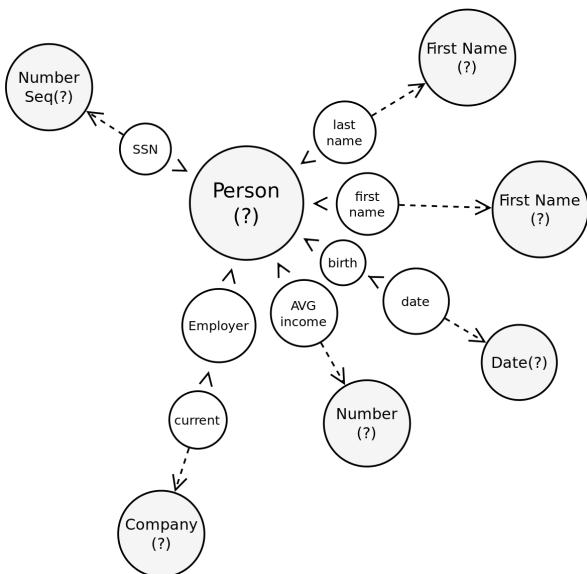 First Name
(?)
Number
Seq(?)
last
name
SSN
Person
(?)
first
name
First Name
(?)
birth
AVG
income
date
Employer
Date(?)
Number
(?)
current
Company
(?)